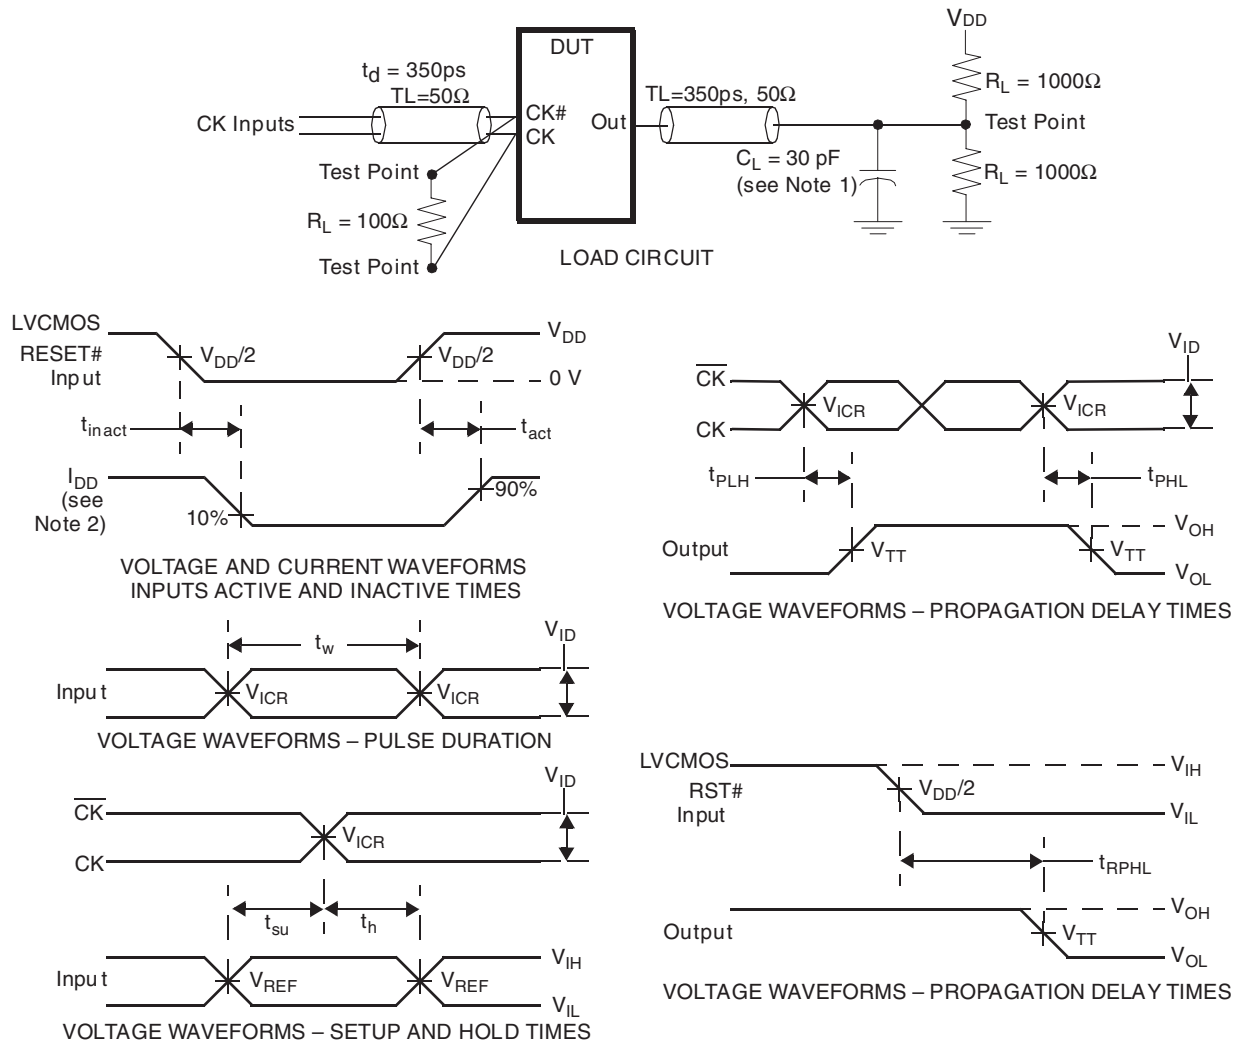 DUT
VDD
td = 350ps
TL=50Ω
RL = 1000Ω
TL=350ps, 50Ω
CK Inputs
CK#
CK
Out
Test Point
CL = 30 pF
(see Note 1)
Test Point
RL = 1000Ω
RL = 100Ω
Test Point
LOAD CIRCUIT
LVCMOS
RESET#
Input
VDD/2
VDD/2
VDD
0 V
tinact
tact
IDD
(see
Note 2)
10%
90%
VOLTAGE AND CURRENT WAVEFORMS
INPUTS ACTIVE AND INACTIVE TIMES
VID
CK
CK
VICR
VICR
tPLH
tPHL
Output
VTT
VTT
VOH
VOL
VOLTAGE WAVEFORMS – PROPAGATION DELAY TIMES
tw
VID
Input
VICR
VICR
VOLTAGE WAVEFORMS – PULSE DURATION
VID
CK
CK
VICR
tsu
th
Input
VREF
VREF
VIH
VIL
VOLTAGE WAVEFORMS – SETUP AND HOLD TIMES
LVCMOS
RST#
Input
VDD/2
VIH
VIL
tRPHL
Output
VTT
VOH
VOL
VOLTAGE WAVEFORMS – PROPAGATION DELAY TIMES